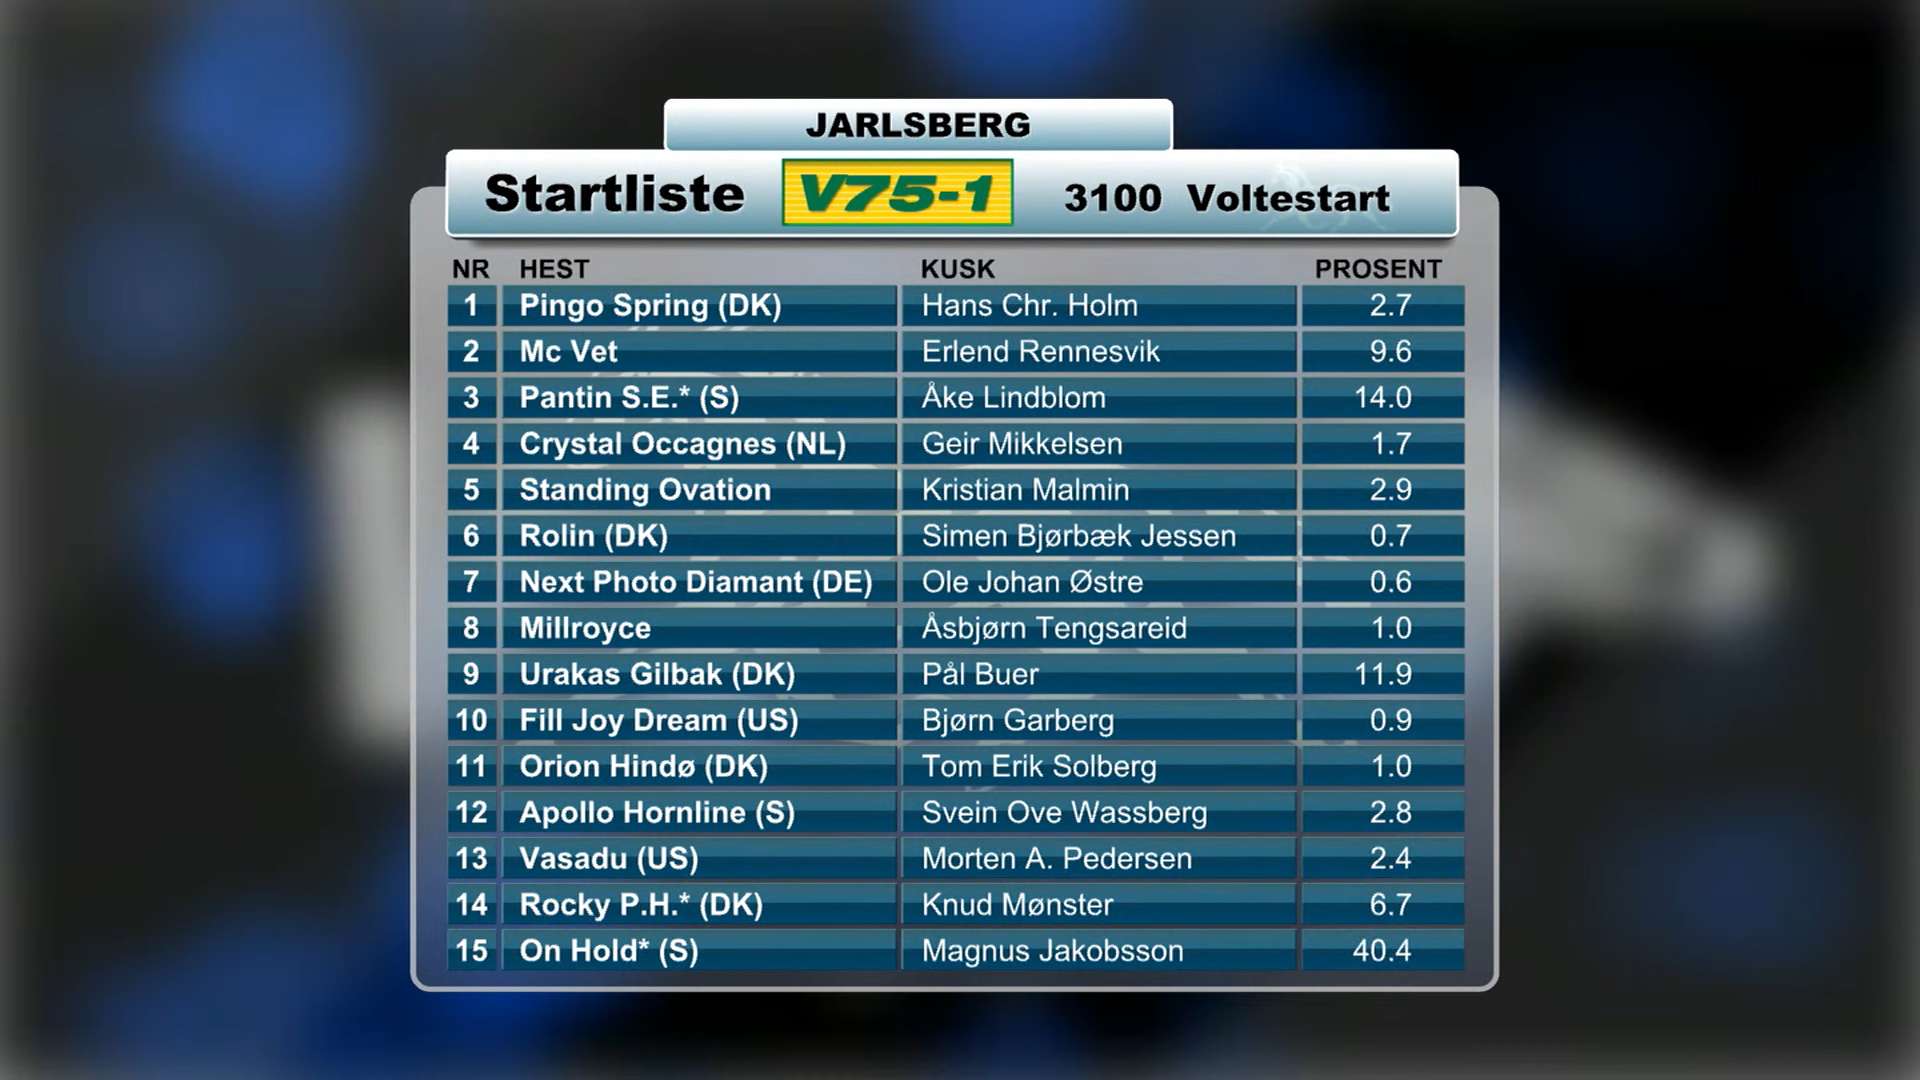 JARLSBERG
Startliste V75-1 3100 Voltestart
NR HEST KUSK PROSENT
1 Pingo Spring (DK) Hans Chr. Holm 2.7
2 Mc Vet Erlend Rennesvik 9.6
3 Pantin S.E.* (S) Åke Lindblom 14.0
4 Crystal Occagnes (NL) Geir Mikkelsen 1.7
5 Standing Ovation Kristian Malmin 2.9
6 Rolin (DK) Simen Bjørbæk Jessen 0.7
7 Next Photo Diamant (DE) Ole Johan Østre 0.6
8 Millroyce Åsbjørn Tengsareid 1.0
9 Urakas Gilbak (DK) Pål Buer 11.9
10 Fill Joy Dream (US) Bjørn Garberg 0.9
11 Orion Hindø (DK) Tom Erik Solberg 1.0
12 Apollo Hornline (S) Svein Ove Wassberg 2.8
13 Vasadu (US) Morten A. Pedersen 2.4
14 Rocky P.H.* (DK) Knud Mønster 6.7
15 On Hold* (S) Magnus Jakobsson 40.4